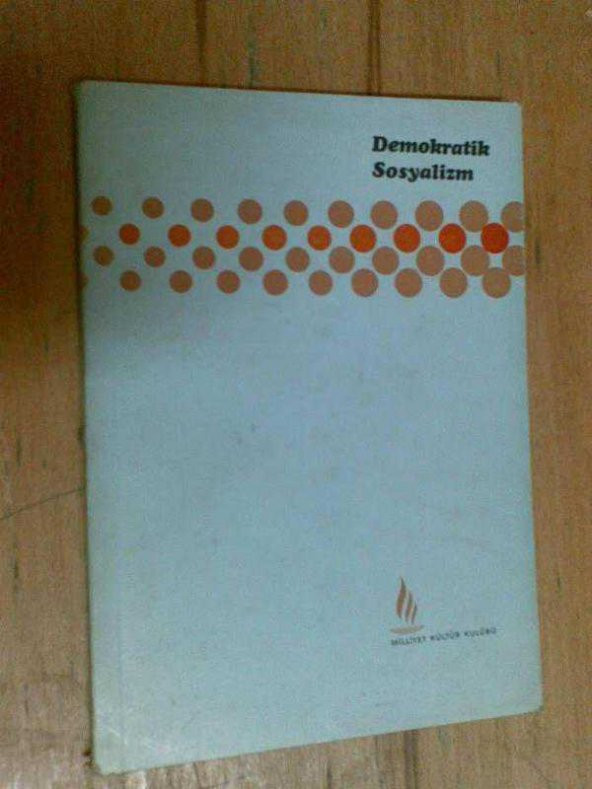 Demokratik
Sosyalizm
MİLLİYET KÜLTÜR KULÜBÜ